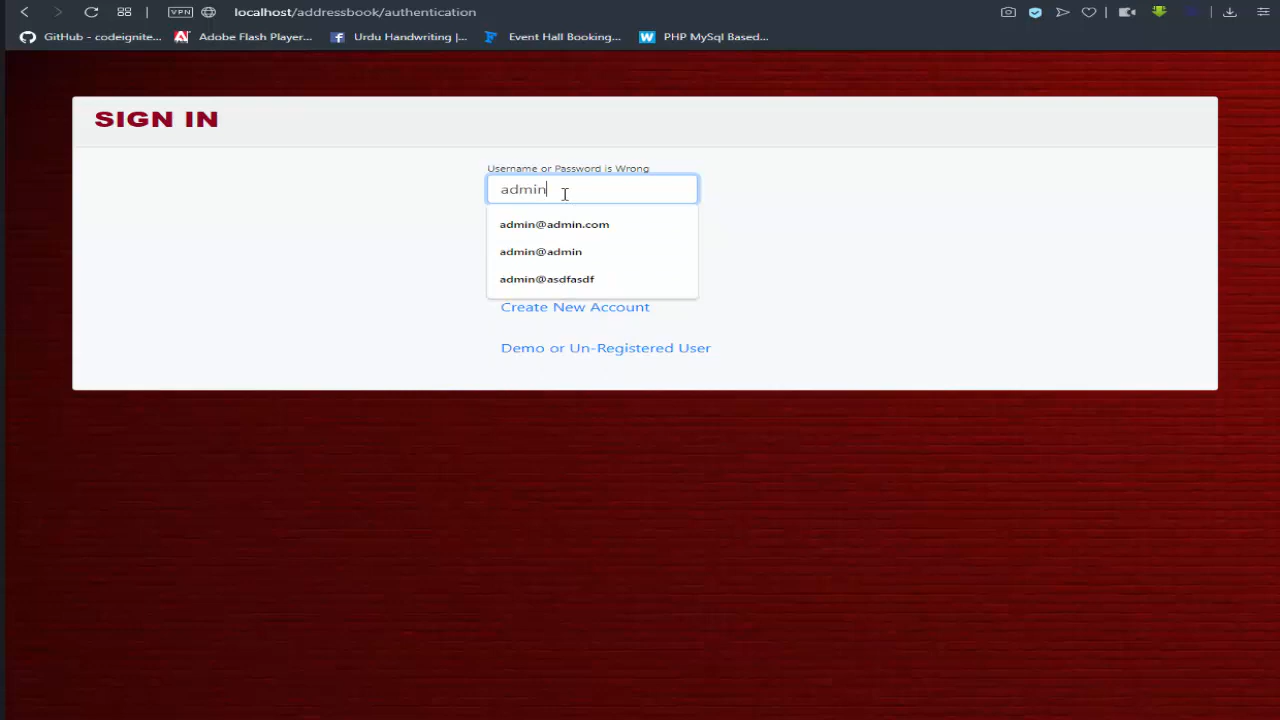 VPN localhost/addressbook/authentication
GitHub - codeignite... Adobe Flash Player... Urdu Handwriting |... Event Hall Booking... PHP MySql Based...
SIGN IN
Username or Password is Wrong
admin
admin@admin.com
admin@admin
admin@asdfasdf
Create New Account
Demo or Un-Registered User